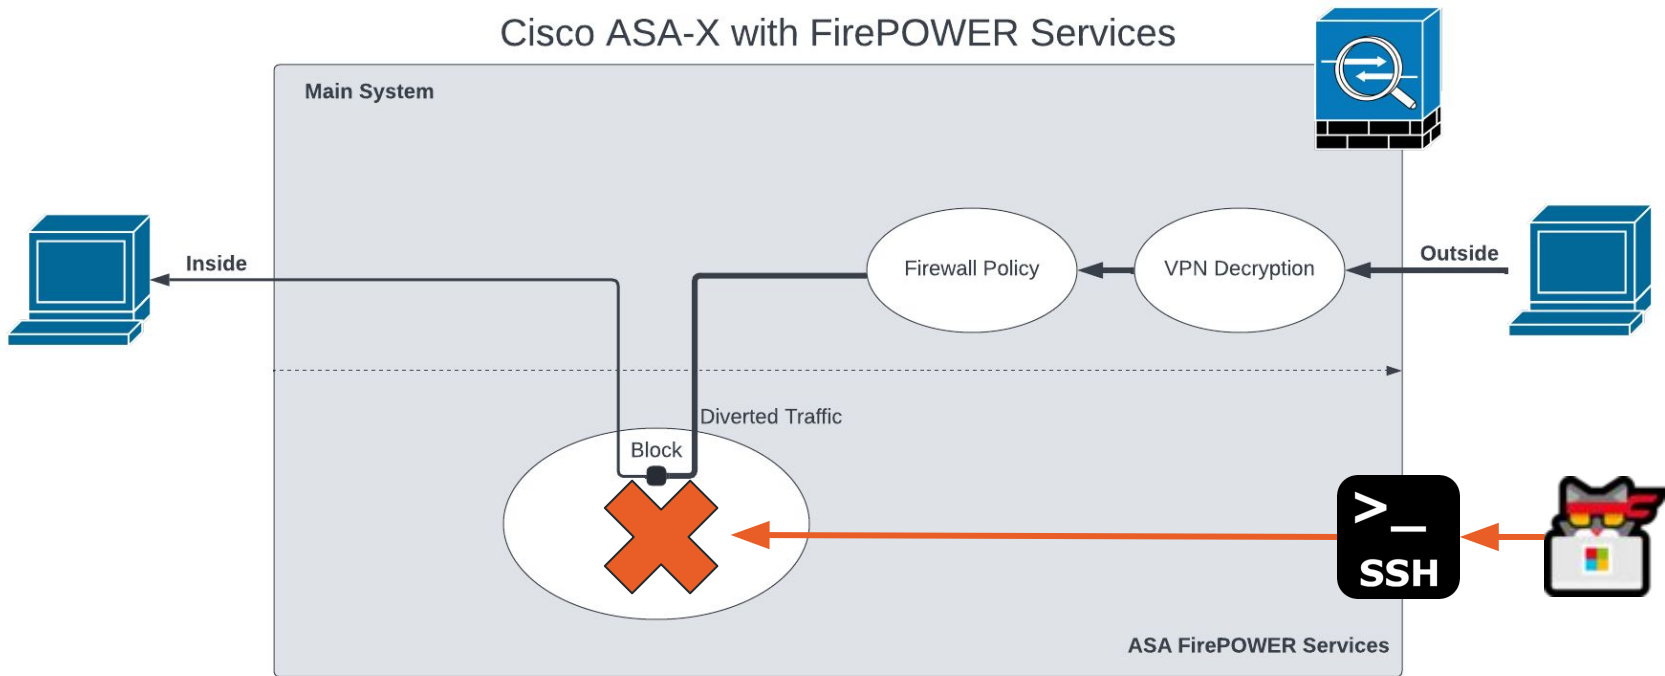 Cisco ASA-X with FirePOWER Services
Main System
Inside
Firewall Policy
VPN Decryption
Outside
Diverted Traffic
Block
>_
SSH
ASA FirePOWER Services